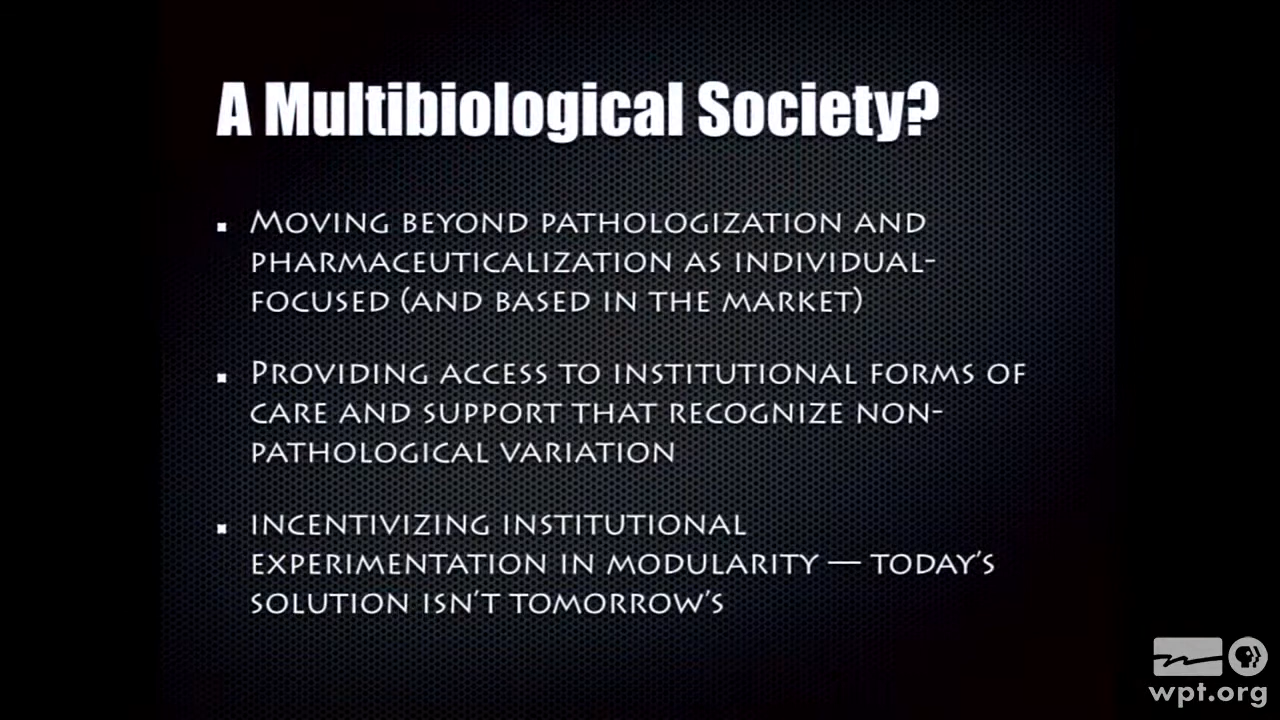 A Multibiological Society?
▪ Moving beyond pathologization and
pharmaceuticalization as individual-
focused (and based in the market)
▪ Providing access to institutional forms of
care and support that recognize non-
pathological variation
▪ incentivizing institutional
experimentation in modularity — today's
solution isn't tomorrow's
wpt.org